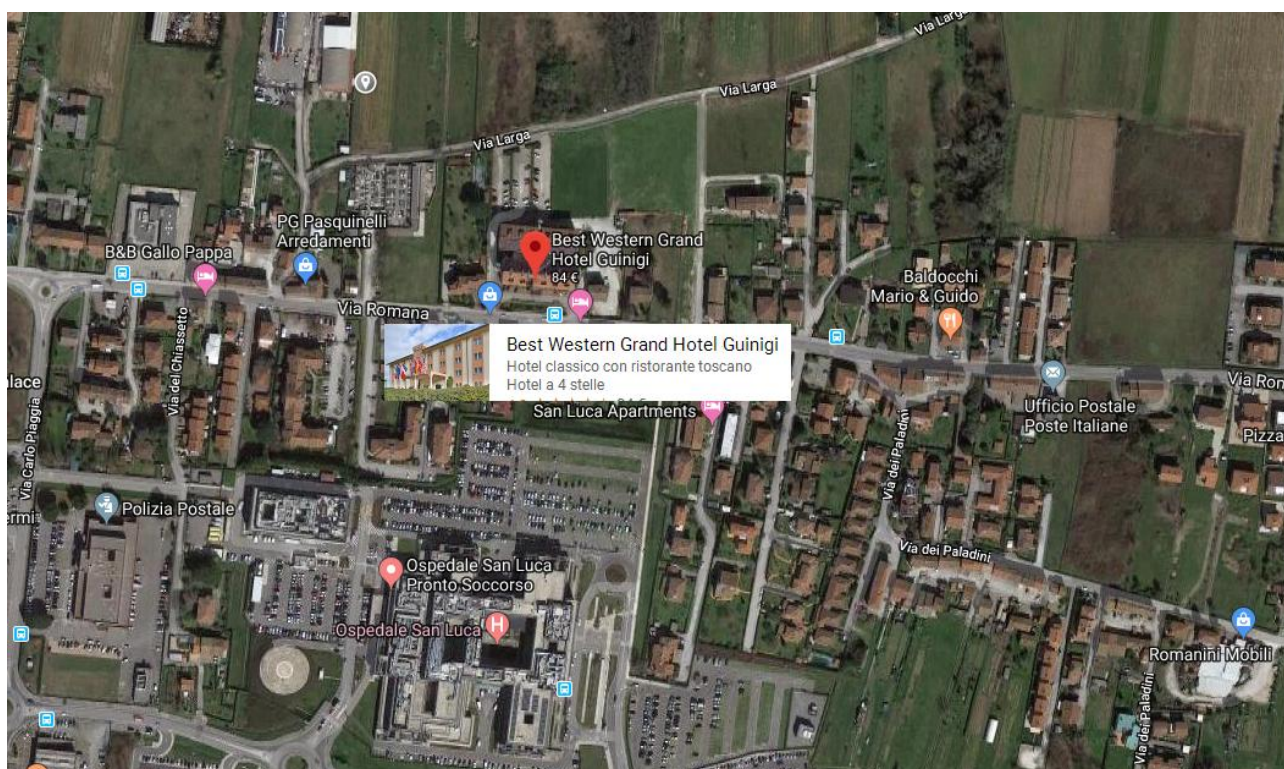 Via Larga
Via Larga
Via Larga
PG Pasquinelli
Arredamenti
B&B Gallo Pappa
Best Western Grand
Hotel Guinigi
84 €
Baldocchi
Mario & Guido
Via Romana
Best Western Grand Hotel Guinigi
Hotel classico con ristorante toscano
Hotel a 4 stelle
Via del Chiassetto
Via Carlo Piaggia
San Luca Apartments
Ufficio Postale
Poste Italiane
Via dei Paladini
Polizia Postale
Via dei Paladini
Ospedale San Luca
Pronto Soccorso
Ospedale San Luca
H
Romanini Mobili
Via dei Paladini